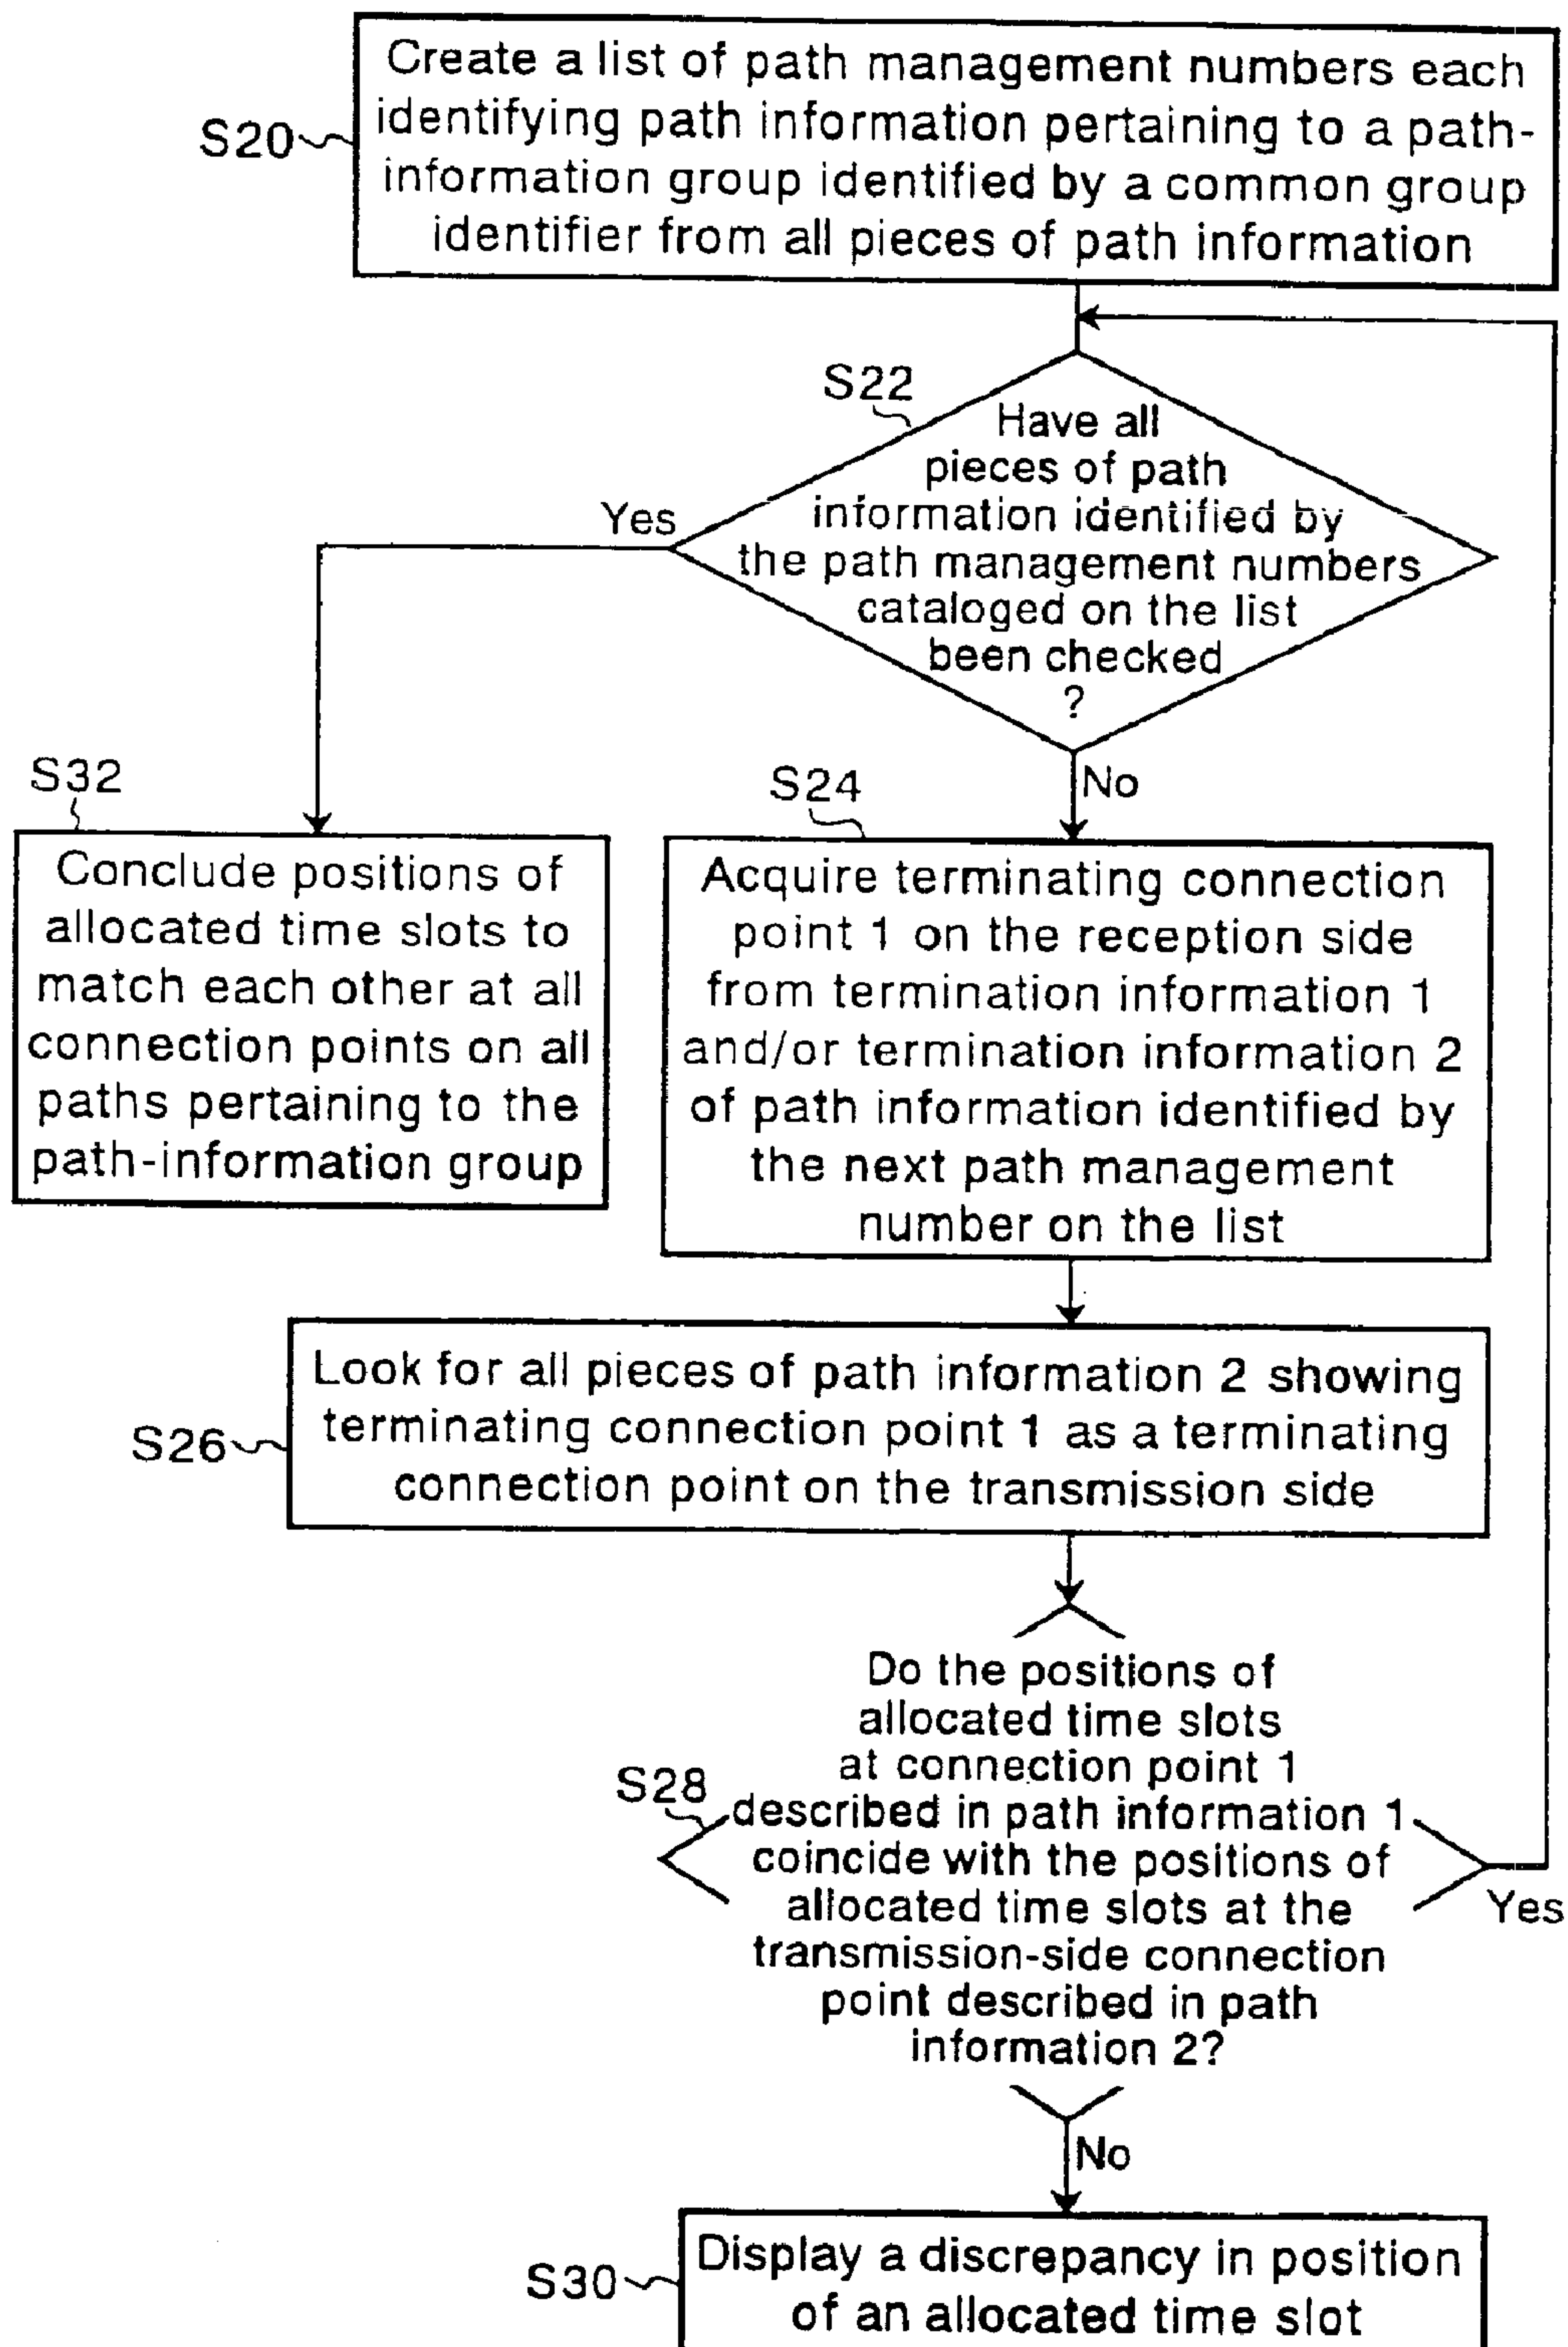 Create a list of path management numbers each
identifying path information pertaining to a path-
information group identified by a common group
identifier from all pieces of path information
S20
S22
Have all
pieces of path
information identified by
the path management numbers
cataloged on the list
been checked
?
Yes
No
S32
Conclude positions of
allocated time slots to
match each other at all
connection points on all
paths pertaining to the
path-information group
S24
Acquire terminating connection
point 1 on the reception side
from termination information 1
and/or termination information 2
of path information identified by
the next path management
number on the list
S26
Look for all pieces of path information 2 showing
terminating connection point 1 as a terminating
connection point on the transmission side
S28
Do the positions of
allocated time slots
at connection point 1
described in path information 1
coincide with the positions of
allocated time slots at the
transmission-side connection
point described in path
information 2?
Yes
No
S30
Display a discrepancy in position
of an allocated time slot